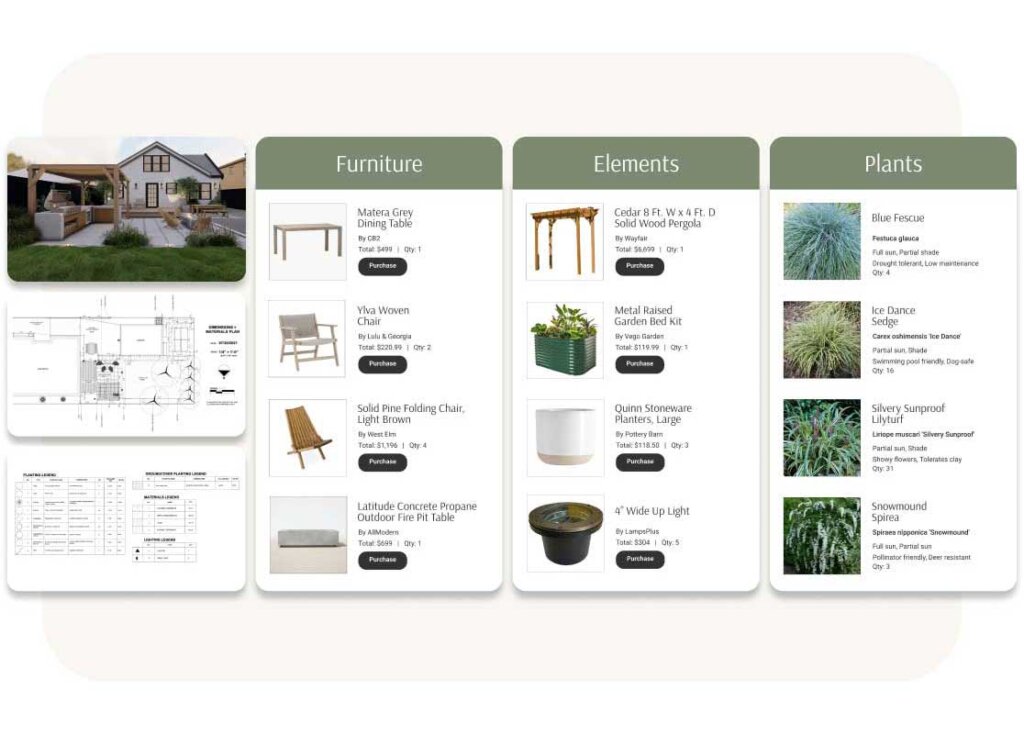 Furniture
Matera Grey
Dining Table
By CB2
Total: $499 | Qty: 1
Purchase
Ylva Woven
Chair
By Lulu & Georgia
Total: $220.99 | Qty: 2
Purchase
Solid Pine Folding Chair,
Light Brown
By West Elm
Total: $1,196 | Qty: 4
Purchase
Latitude Concrete Propane
Outdoor Fire Pit Table
By AllModern
Total: $699 | Qty: 1
Purchase
Elements
Cedar 8 Ft. W x 4 Ft. D
Solid Wood Pergola
By Wayfair
Total: $6,699 | Qty: 1
Purchase
Metal Raised
Garden Bed Kit
By Vego Garden
Total: $119.99 | Qty: 1
Purchase
Quinn Stoneware
Planters, Large
By Pottery Barn
Total: $118.50 | Qty: 3
Purchase
4" Wide Up Light
By LampsPlus
Total: $304 | Qty: 5
Purchase
Plants
Blue Fescue
Festuca glauca
Full sun, Partial shade
Drought tolerant, Low maintenance
Qty: 4
Ice Dance
Sedge
Carex oshimensis 'Ice Dance'
Partial sun, Shade
Swimming pool friendly, Dog-safe
Qty: 16
Silvery Sunproof
Lilyturf
Liriope muscari 'Silvery Sunproof'
Partial sun, Shade
Showy flowers, Tolerates clay
Qty: 31
Snowmound
Spirea
Spiraea nipponica 'Snowmound'
Full sun, Partial sun
Pollinator friendly, Deer resistant
Qty: 3
DIMENSIONS +
MATERIALS PLAN
PLANTING LEGEND
GROUNDCOVER PLANTING LEGEND
MATERIALS LEGEND
LIGHTING LEGEND